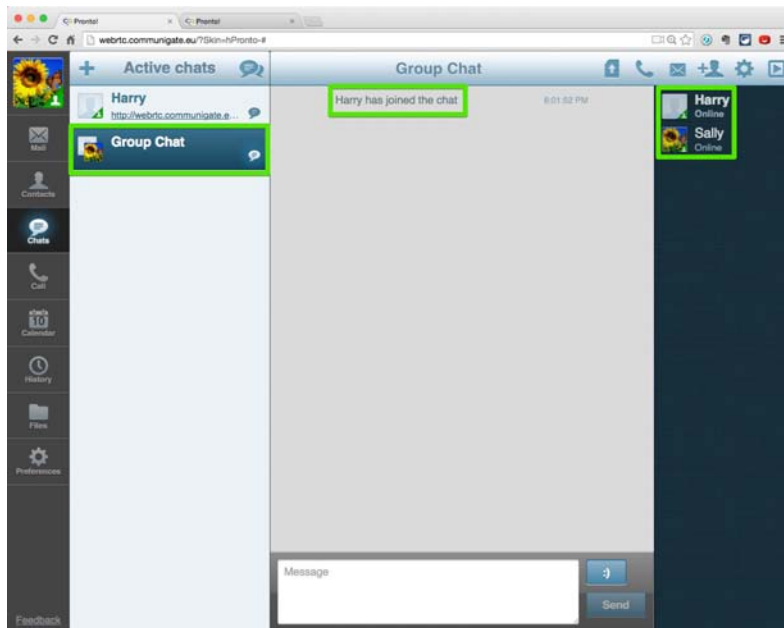 Pronto!
Pronto!
webrtc.communigate.eu/?Skin=hPronto-#
Active chats
Group Chat
Harry
http://webrtc.communigate.e...
Group Chat
Harry has joined the chat
6:01:52 PM
Harry
Online
Sally
Online
Mail
Contacts
Chats
Call
10
Calendar
History
Files
Preferences
Feedback
Message
:)
Send